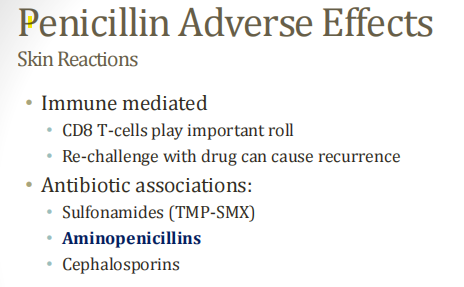 Penicillin Adverse Effects
Skin Reactions
• Immune mediated
• CD8 T-cells play important roll
• Re-challenge with drug can cause recurrence
• Antibiotic associations:
• Sulfonamides (TMP-SMX)
• Aminopenicillins
• Cephalosporins